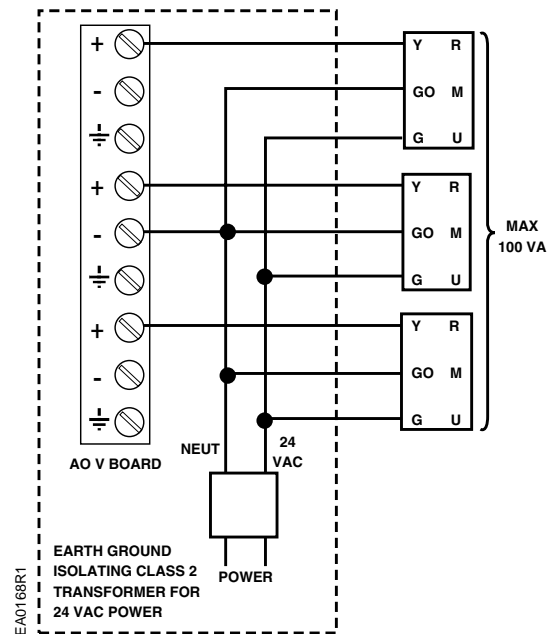 +
-
⏚
+
-
⏚
+
-
⏚
AO V BOARD
Y R
GO M
G U
Y R
GO M
G U
Y R
GO M
G U
MAX
100 VA
NEUT
24
VAC
POWER
EARTH GROUND
ISOLATING CLASS 2
TRANSFORMER FOR
24 VAC POWER
EA0168R1